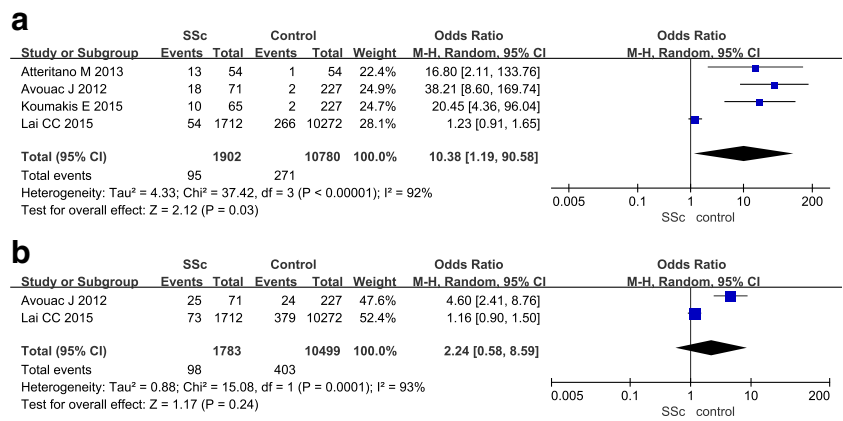 a
SSc Control Odds Ratio Odds Ratio
Study or Subgroup Events Total Events Total Weight M-H, Random, 95% CI M-H, Random, 95% CI
Atteritano M 2013 13 54 1 54 22.4% 16.80 [2.11, 133.76]
Avouac J 2012 18 71 2 227 24.7% 38.21 [8.60, 169.74]
Koumakis E 2015 10 65 2 227 24.7% 20.45 [4.36, 96.04]
Lai CC 2015 54 1712 266 10272 28.1% 1.23 [0.91, 1.65]
Total (95% CI) 1902 10780 100.0% 10.38 [1.19, 90.58]
Total events 95 271
Heterogeneity: Tau² = 4.33; Chi² = 37.42, df = 3 (P < 0.00001); I² = 92%
Test for overall effect: Z = 2.12 (P = 0.03)
0.005 0.1 1 10 200
SSc control
b
SSc Control Odds Ratio Odds Ratio
Study or Subgroup Events Total Events Total Weight M-H, Random, 95% CI M-H, Random, 95% CI
Avouac J 2012 25 71 24 227 47.6% 4.60 [2.41, 8.76]
Lai CC 2015 73 1712 379 10272 52.4% 1.16 [0.90, 1.50]
Total (95% CI) 1783 10499 100.0% 2.24 [0.58, 8.59]
Total events 98 403
Heterogeneity: Tau² = 0.88; Chi² = 15.08, df = 1 (P = 0.0001); I² = 93%
Test for overall effect: Z = 1.17 (P = 0.24)
0.005 0.1 1 10 200
SSc control